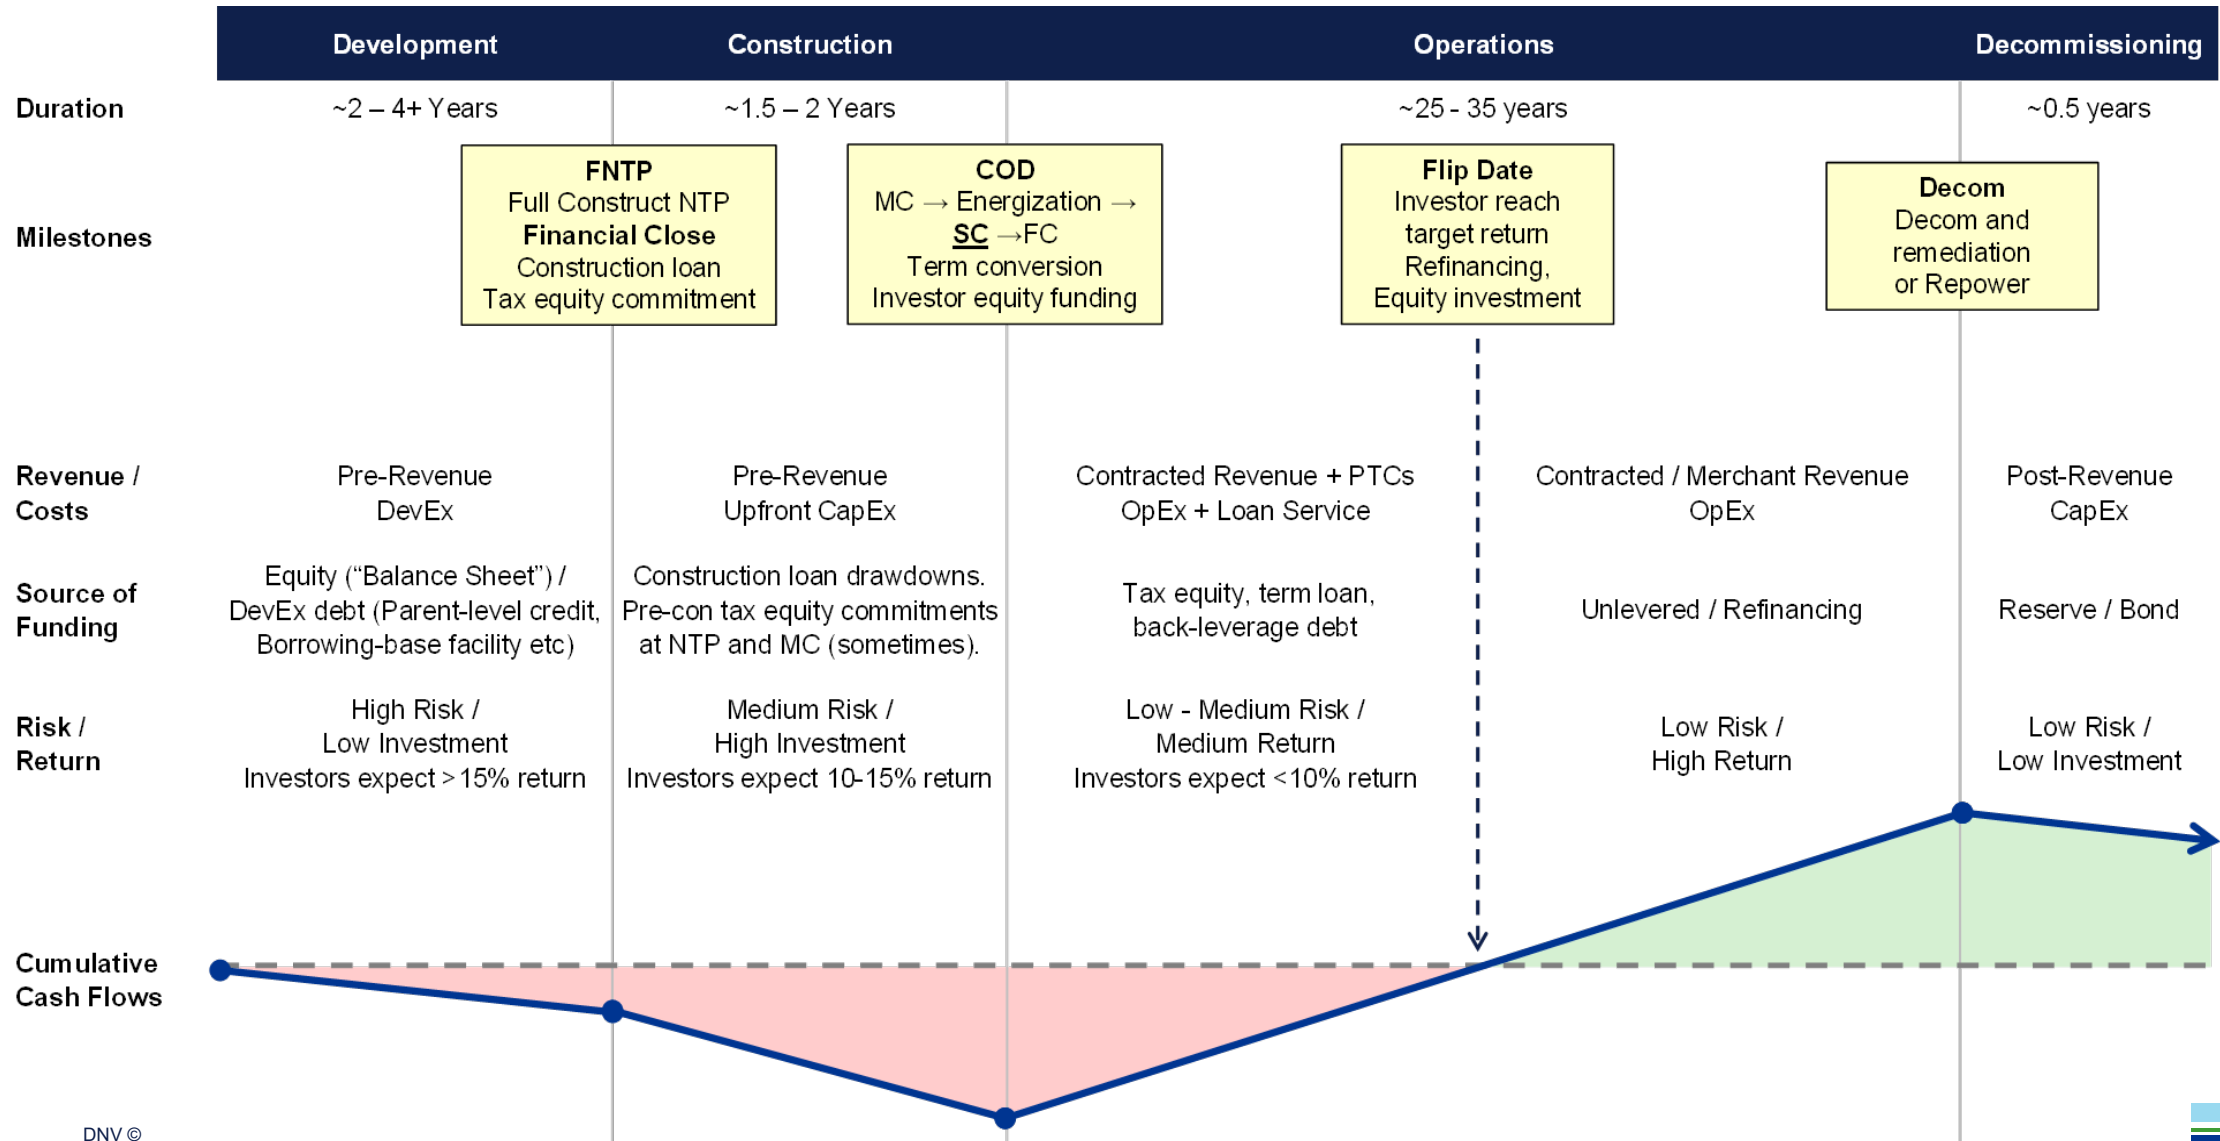 Development
Construction
Operations
Decommissioning
Duration
~2 – 4+ Years
~1.5 – 2 Years
~25 - 35 years
~0.5 years
Milestones
FNTP
Full Construct NTP
Financial Close
Construction loan
Tax equity commitment
COD
MC → Energization →
SC →FC
Term conversion
Investor equity funding
Flip Date
Investor reach
target return
Refinancing,
Equity investment
Decom
Decom and
remediation
or Repower
Revenue /
Costs
Pre-Revenue
DevEx
Pre-Revenue
Upfront CapEx
Contracted Revenue + PTCs
OpEx + Loan Service
Contracted / Merchant Revenue
OpEx
Post-Revenue
CapEx
Source of
Funding
Equity (“Balance Sheet”) /
DevEx debt (Parent-level credit,
Borrowing-base facility etc)
Construction loan drawdowns.
Pre-con tax equity commitments
at NTP and MC (sometimes).
Tax equity, term loan,
back-leverage debt
Unlevered / Refinancing
Reserve / Bond
Risk /
Return
High Risk /
Low Investment
Investors expect >15% return
Medium Risk /
High Investment
Investors expect 10-15% return
Low - Medium Risk /
Medium Return
Investors expect <10% return
Low Risk /
High Return
Low Risk /
Low Investment
Cumulative
Cash Flows
DNV ©